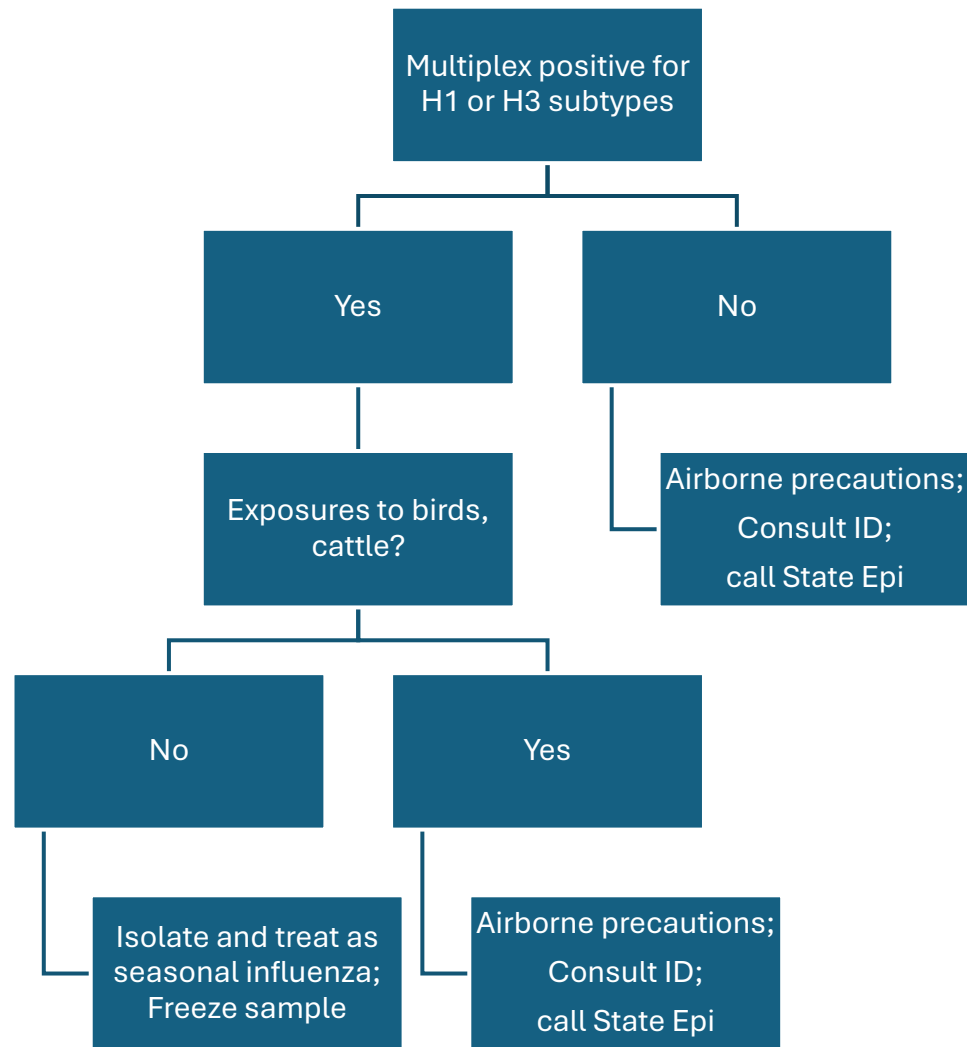 Multiplex positive for
H1 or H3 subtypes
Yes
No
Exposures to birds,
cattle?
Airborne precautions;
Consult ID;
call State Epi
No
Yes
Isolate and treat as
seasonal influenza;
Freeze sample
Airborne precautions;
Consult ID;
call State Epi